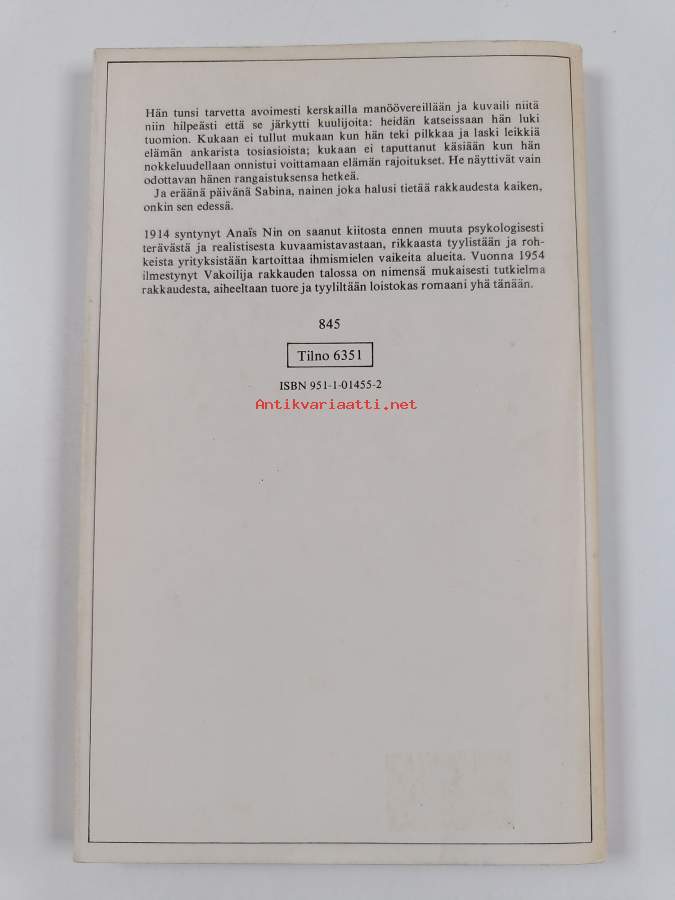 Hän tunsi tarvetta avoimesti kerskailla manöövereillään ja kuvaili niitä
niin hilpeästi että se järkytti kuulijoita: heidän katseissaan hän luki
tuomion. Kukaan ei tullut mukaan kun hän teki pilkkaa ja laski leikkiä
elämän ankarista tosiasioista; kukaan ei taputtanut käsiään kun hän
nokkeluudellaan onnistui voittamaan elämän rajoitukset. He näyttivät vain
odottavan hänen rangaistuksensa hetkeä.
Ja eräänä päivänä Sabina, nainen joka halusi tietää rakkaudesta kaiken,
onkin sen edessä.
1914 syntynyt Anaïs Nin on saanut kiitosta ennen muuta psykologisesti
terävästä ja realistisesta kuvaamistavastaan, rikkaasta tyylistään ja roh-
keista yrityksistään kartoittaa ihmismielen vaikeita alueita. Vuonna 1954
ilmestynyt Vakoilija rakkauden talossa on nimensä mukaisesti tutkielma
rakkaudesta, aiheeltaan tuore ja tyyliltään loistokas romaani yhä tänään.
845
Tilno 6351
ISBN 951-1-01455-2
Antikvariaatti.net